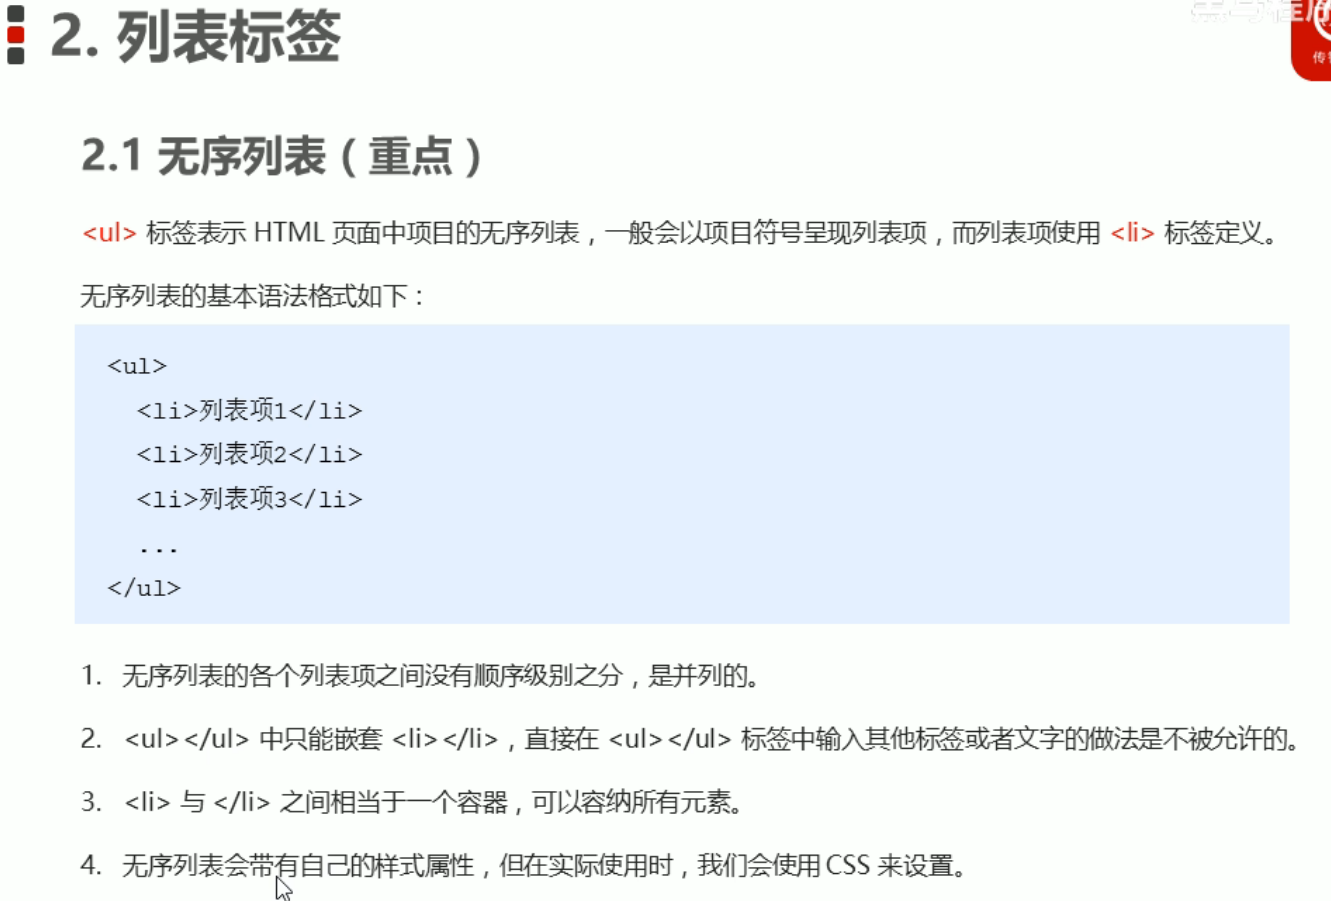 2. 列表标签
2.1 无序列表（重点）
<ul> 标签表示 HTML 页面中项目的无序列表，一般会以项目符号呈现列表项，而列表项使用 <li> 标签定义。
无序列表的基本语法格式如下：
<ul>
<li>列表项1</li>
<li>列表项2</li>
<li>列表项3</li>
...
</ul>
1. 无序列表的各个列表项之间没有顺序级别之分，是并列的。
2. <ul></ul> 中只能嵌套 <li></li>，直接在 <ul></ul> 标签中输入其他标签或者文字的做法是不被允许的。
3. <li> 与 </li> 之间相当于一个容器，可以容纳所有元素。
4. 无序列表会带有自己的样式属性，但在实际使用时，我们会使用 CSS 来设置。